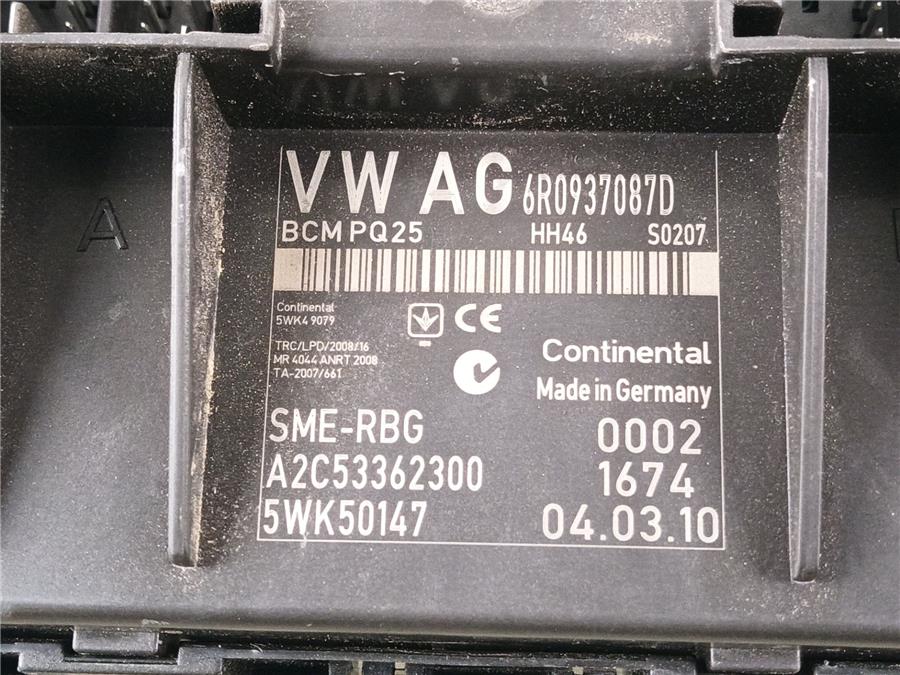 A
VW AG 6R0937087D
BCM PQ25 HH46 S0207
Continental
5WK4 9079
TRC/LPD/2008/16
MR 4044 ANRT 2008
TA-2007/661
CE
Continental
Made in Germany
SME-RBG 0002
A2C53362300 1674
5WK50147 04.03.10